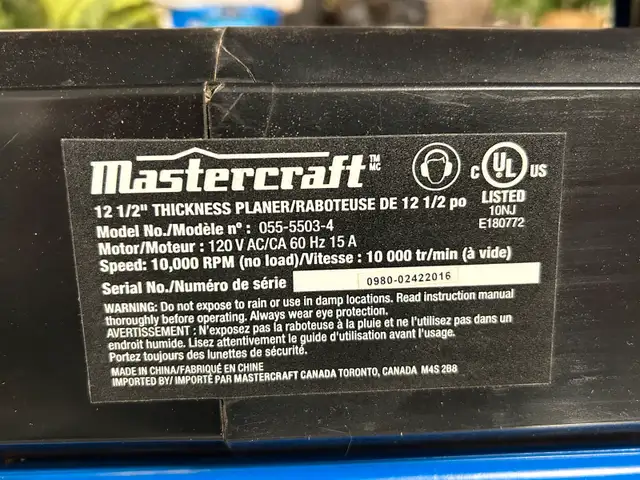 Mastercraft TM MC
C UL US
LISTED
10NJ
E180772
12 1/2" THICKNESS PLANER/RABOTEUSE DE 12 1/2 po
Model No./Modèle nº : 055-5503-4
Motor/Moteur : 120 V AC/CA 60 Hz 15 A
Speed: 10,000 RPM (no load)/Vitesse : 10 000 tr/min (à vide)
Serial No./Numéro de série 0980-02422016
WARNING: Do not expose to rain or use in damp locations. Read instruction manual
thoroughly before operating. Always wear eye protection.
AVERTISSEMENT : N'exposez pas la raboteuse à la pluie et ne l'utilisez pas dans un
endroit humide. Lisez attentivement le guide d'utilisation avant l'usage.
Portez toujours des lunettes de sécurité.
MADE IN CHINA/FABRIQUÉ EN CHINE
IMPORTED BY/ IMPORTÉ PAR MASTERCRAFT CANADA TORONTO, CANADA M4S 2B8